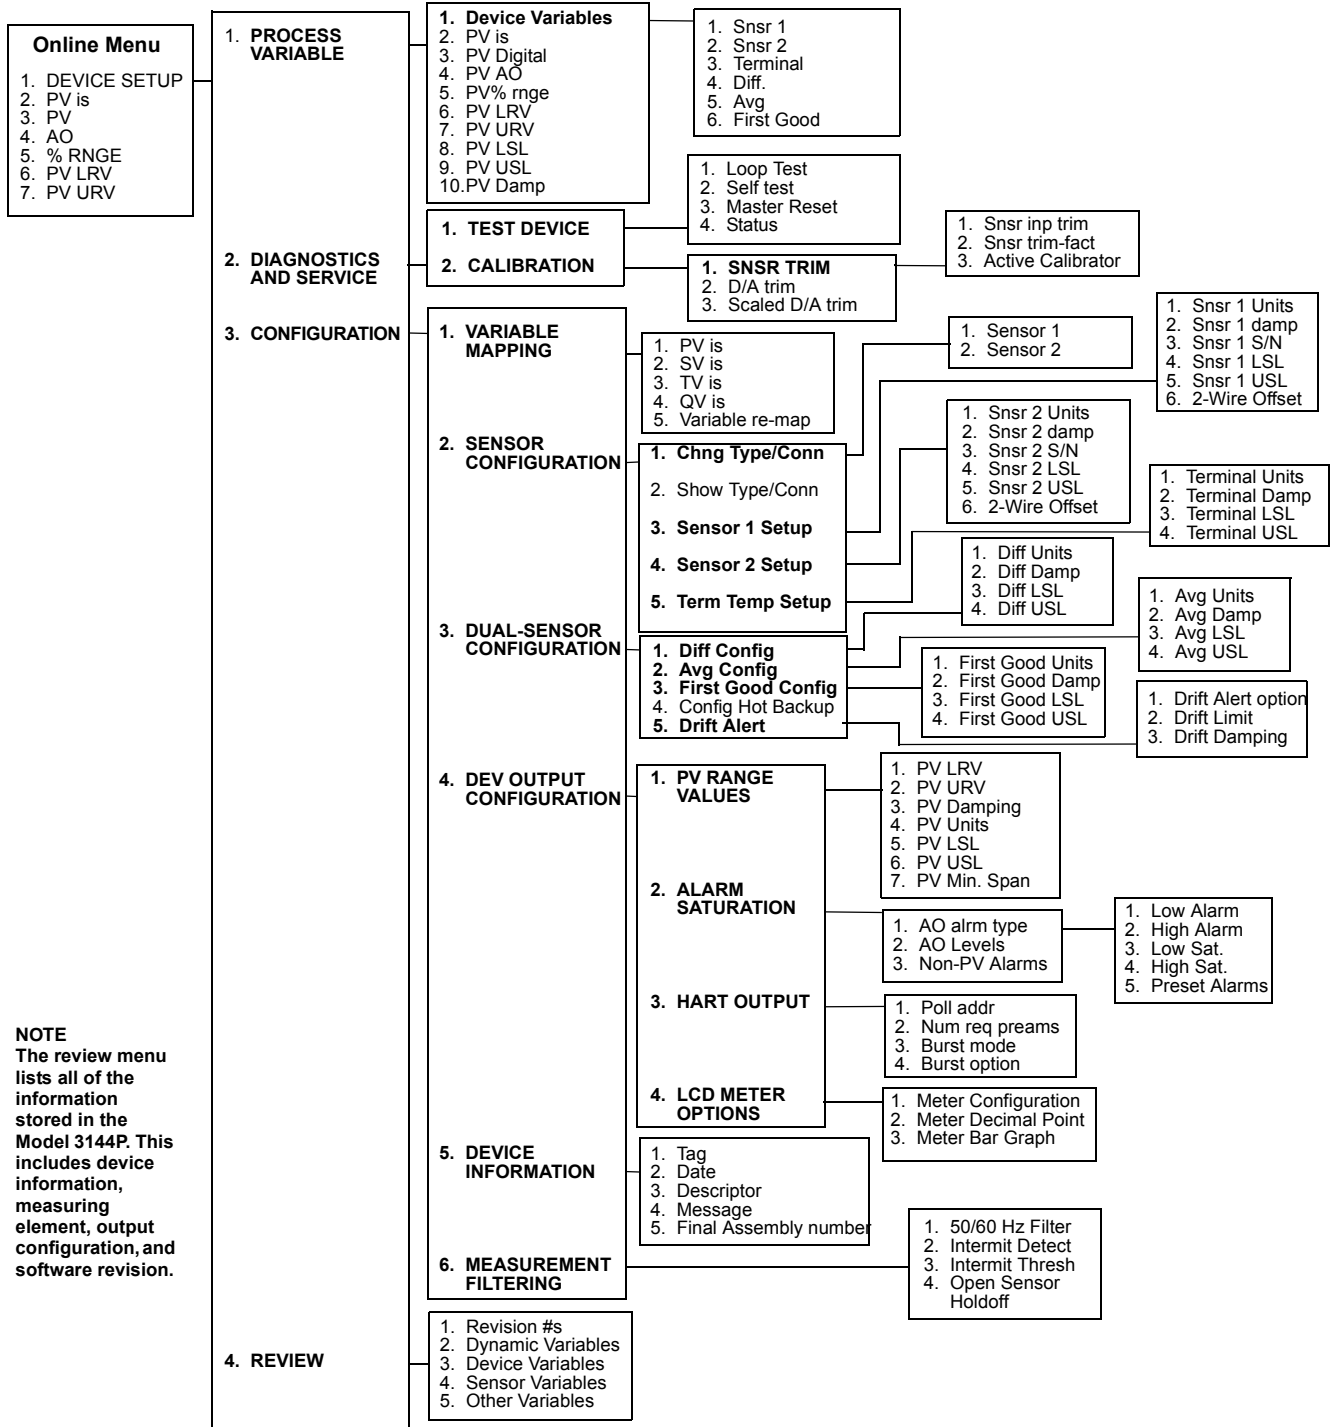 Online Menu
1. DEVICE SETUP
2. PV is
3. PV
4. AO
5. % RNGE
6. PV LRV
7. PV URV
1. PROCESS
VARIABLE
1. Device Variables
2. PV is
3. PV Digital
4. PV AO
5. PV% rnge
6. PV LRV
7. PV URV
8. PV LSL
9. PV USL
10.PV Damp
1. Snsr 1
2. Snsr 2
3. Terminal
4. Diff.
5. Avg
6. First Good
2. DIAGNOSTICS
AND SERVICE
1. TEST DEVICE
2. CALIBRATION
1. Loop Test
2. Self test
3. Master Reset
4. Status
1. SNSR TRIM
2. D/A trim
3. Scaled D/A trim
1. Snsr inp trim
2. Snsr trim-fact
3. Active Calibrator
3. CONFIGURATION
1. VARIABLE
MAPPING
1. PV is
2. SV is
3. TV is
4. QV is
5. Variable re-map
2. SENSOR
CONFIGURATION
1. Chng Type/Conn
2. Show Type/Conn
3. Sensor 1 Setup
4. Sensor 2 Setup
5. Term Temp Setup
1. Sensor 1
2. Sensor 2
1. Snsr 1 Units
2. Snsr 1 damp
3. Snsr 1 S/N
4. Snsr 1 LSL
5. Snsr 1 USL
6. 2-Wire Offset
1. Snsr 2 Units
2. Snsr 2 damp
3. Snsr 2 S/N
4. Snsr 2 LSL
5. Snsr 2 USL
6. 2-Wire Offset
1. Terminal Units
2. Terminal Damp
3. Terminal LSL
4. Terminal USL
3. DUAL-SENSOR
CONFIGURATION
1. Diff Config
2. Avg Config
3. First Good Config
4. Config Hot Backup
5. Drift Alert
1. Diff Units
2. Diff Damp
3. Diff LSL
4. Diff USL
1. Avg Units
2. Avg Damp
3. Avg LSL
4. Avg USL
1. First Good Units
2. First Good Damp
3. First Good LSL
4. First Good USL
1. Drift Alert option
2. Drift Limit
3. Drift Damping
4. DEV OUTPUT
CONFIGURATION
1. PV RANGE
VALUES
1. PV LRV
2. PV URV
3. PV Damping
4. PV Units
5. PV LSL
6. PV USL
7. PV Min. Span
2. ALARM
SATURATION
1. AO alrm type
2. AO Levels
3. Non-PV Alarms
1. Low Alarm
2. High Alarm
3. Low Sat.
4. High Sat.
5. Preset Alarms
3. HART OUTPUT
1. Poll addr
2. Num req preams
3. Burst mode
4. Burst option
4. LCD METER
OPTIONS
1. Meter Configuration
2. Meter Decimal Point
3. Meter Bar Graph
5. DEVICE
INFORMATION
1. Tag
2. Date
3. Descriptor
4. Message
5. Final Assembly number
6. MEASUREMENT
FILTERING
1. 50/60 Hz Filter
2. Intermit Detect
3. Intermit Thresh
4. Open Sensor
Holdoff
4. REVIEW
1. Revision #s
2. Dynamic Variables
3. Device Variables
4. Sensor Variables
5. Other Variables
NOTE
The review menu
lists all of the
information
stored in the
Model 3144P. This
includes device
information,
measuring
element, output
configuration, and
software revision.